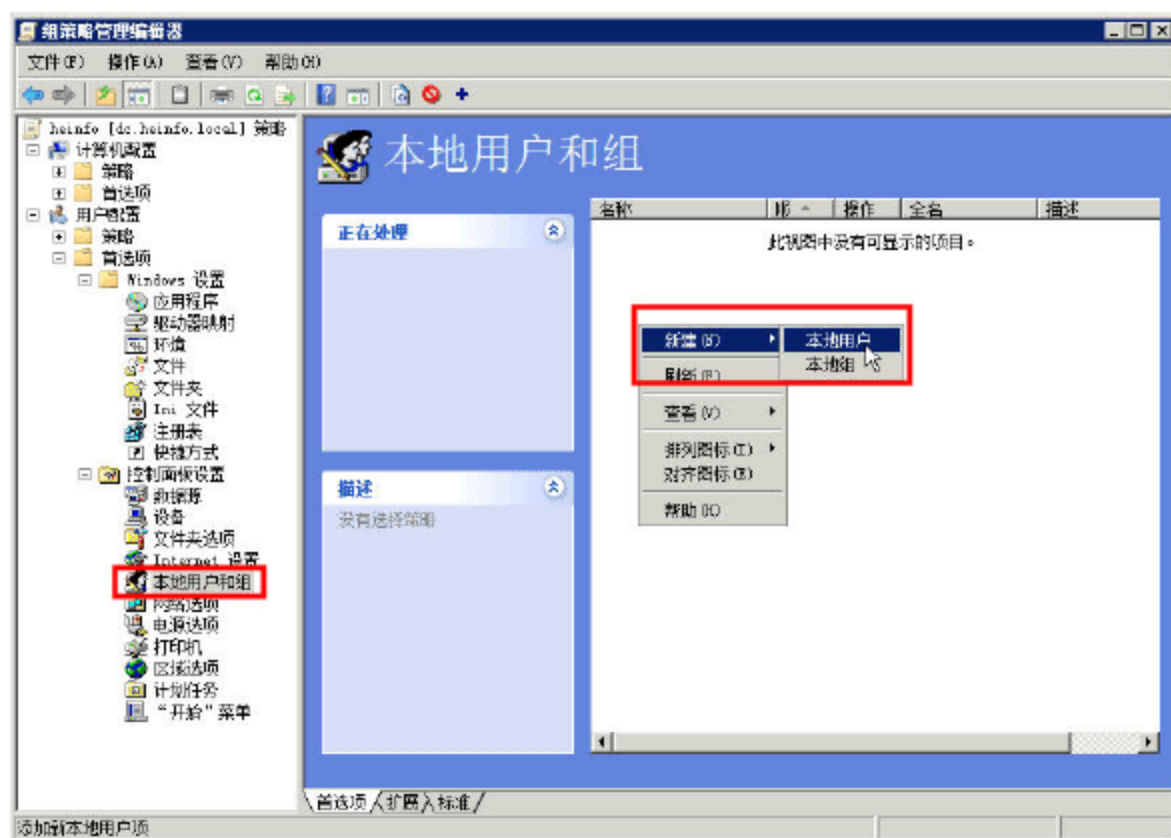 组策略管理编辑器
文件(F) 操作(A) 查看(V) 帮助(H)
heinfo [dc.heinfo.local] 策略
计算机配置
策略
首选项
用户配置
策略
首选项
Windows 设置
应用程序
驱动器映射
环境
文件
文件夹
Ini 文件
注册表
快捷方式
控制面板设置
数据源
设备
文件夹选项
Internet 设置
本地用户和组
网络选项
电源选项
打印机
区域选项
计划任务
“开始”菜单
本地用户和组
正在处理
描述
没有选择策略
名称 操作 全名 描述
此视图中没有可显示的项目。
新建(N)
本地用户
本地组
刷新(F)
查看(V)
排列图标(I)
对齐图标(E)
帮助(H)
首选项 扩展 标准
添加新本地用户项